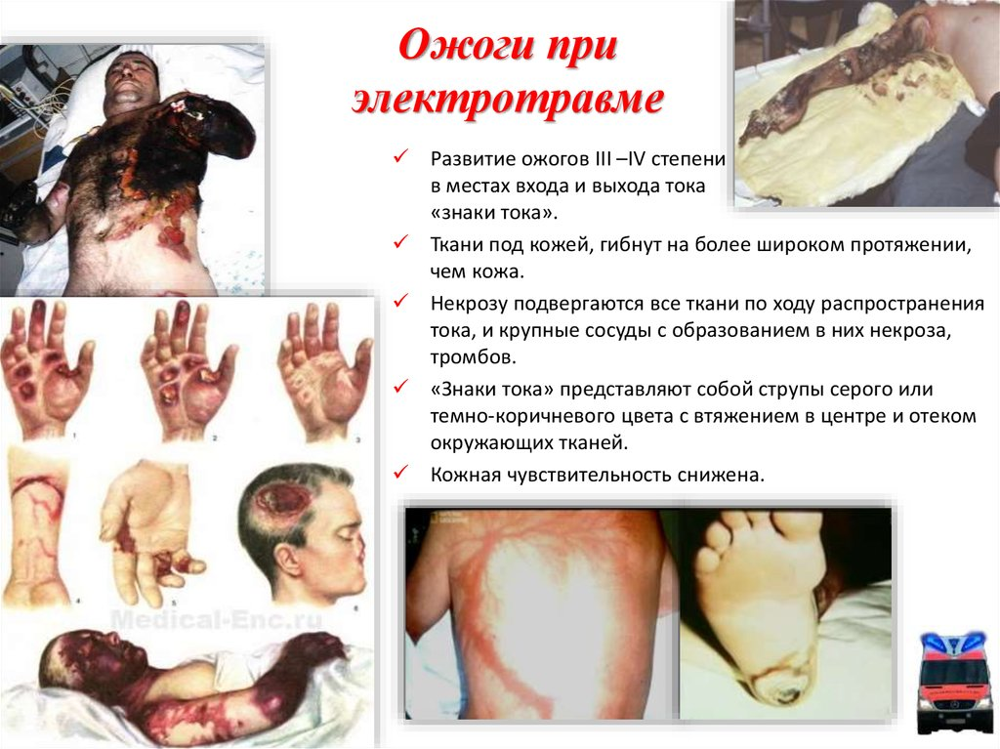 Ожоги при
электротравме
✓ Развитие ожогов III –IV степени
в местах входа и выхода тока
«знаки тока».
✓ Ткани под кожей, гибнут на более широком протяжении,
чем кожа.
✓ Некрозу подвергаются все ткани по ходу распространения
тока, и крупные сосуды с образованием в них некроза,
тромбов.
✓ «Знаки тока» представляют собой струпы серого или
темно-коричневого цвета с втяжением в центре и отеком
окружающих тканей.
✓ Кожная чувствительность снижена.
1 2 3
4 5 6
Medical-Enc.ru